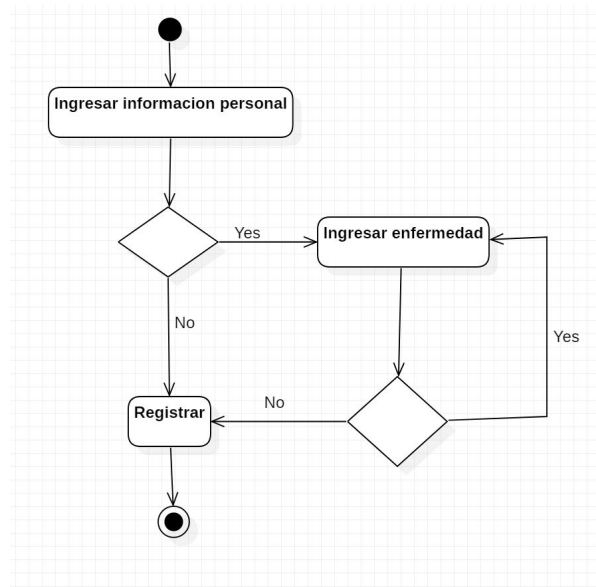 Ingresar informacion personal
Yes
Ingresar enfermedad
No
Yes
No
Registrar